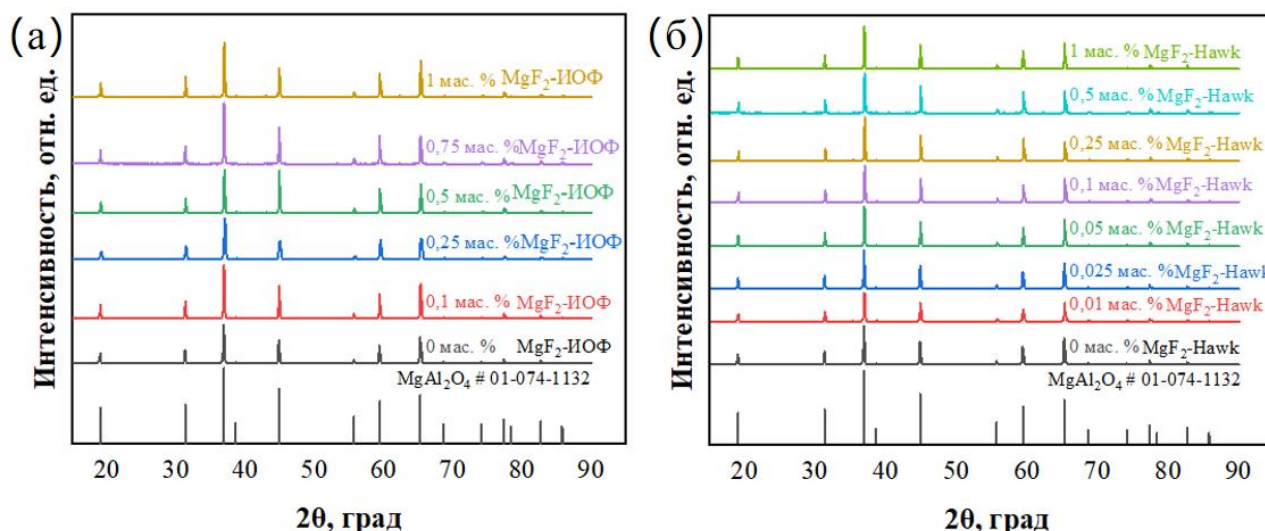 (а)
Интенсивность, отн. ед.
1 мас. % MgF₂-ИОФ
0,75 мас. %MgF₂-ИОФ
0,5 мас. %MgF₂-ИОФ
0,25 мас. %MgF₂-ИОФ
0,1 мас. % MgF₂-ИОФ
0 мас. % MgF₂-ИОФ
MgAl₂O₄ # 01-074-1132
20 30 40 50 60 70 80 90
2θ, град
(б)
Интенсивность, отн. ед.
1 мас. % MgF₂-Hawk
0,5 мас. %MgF₂-Hawk
0,25 мас. % MgF₂-Hawk
0,1 мас. % MgF₂-Hawk
0,05 мас. % MgF₂-Hawk
0,025 мас. %MgF₂-Hawk
0,01 мас. % MgF₂-Hawk
0 мас. % MgF₂-Hawk
MgAl₂O₄ # 01-074-1132
20 30 40 50 60 70 80 90
2θ, град